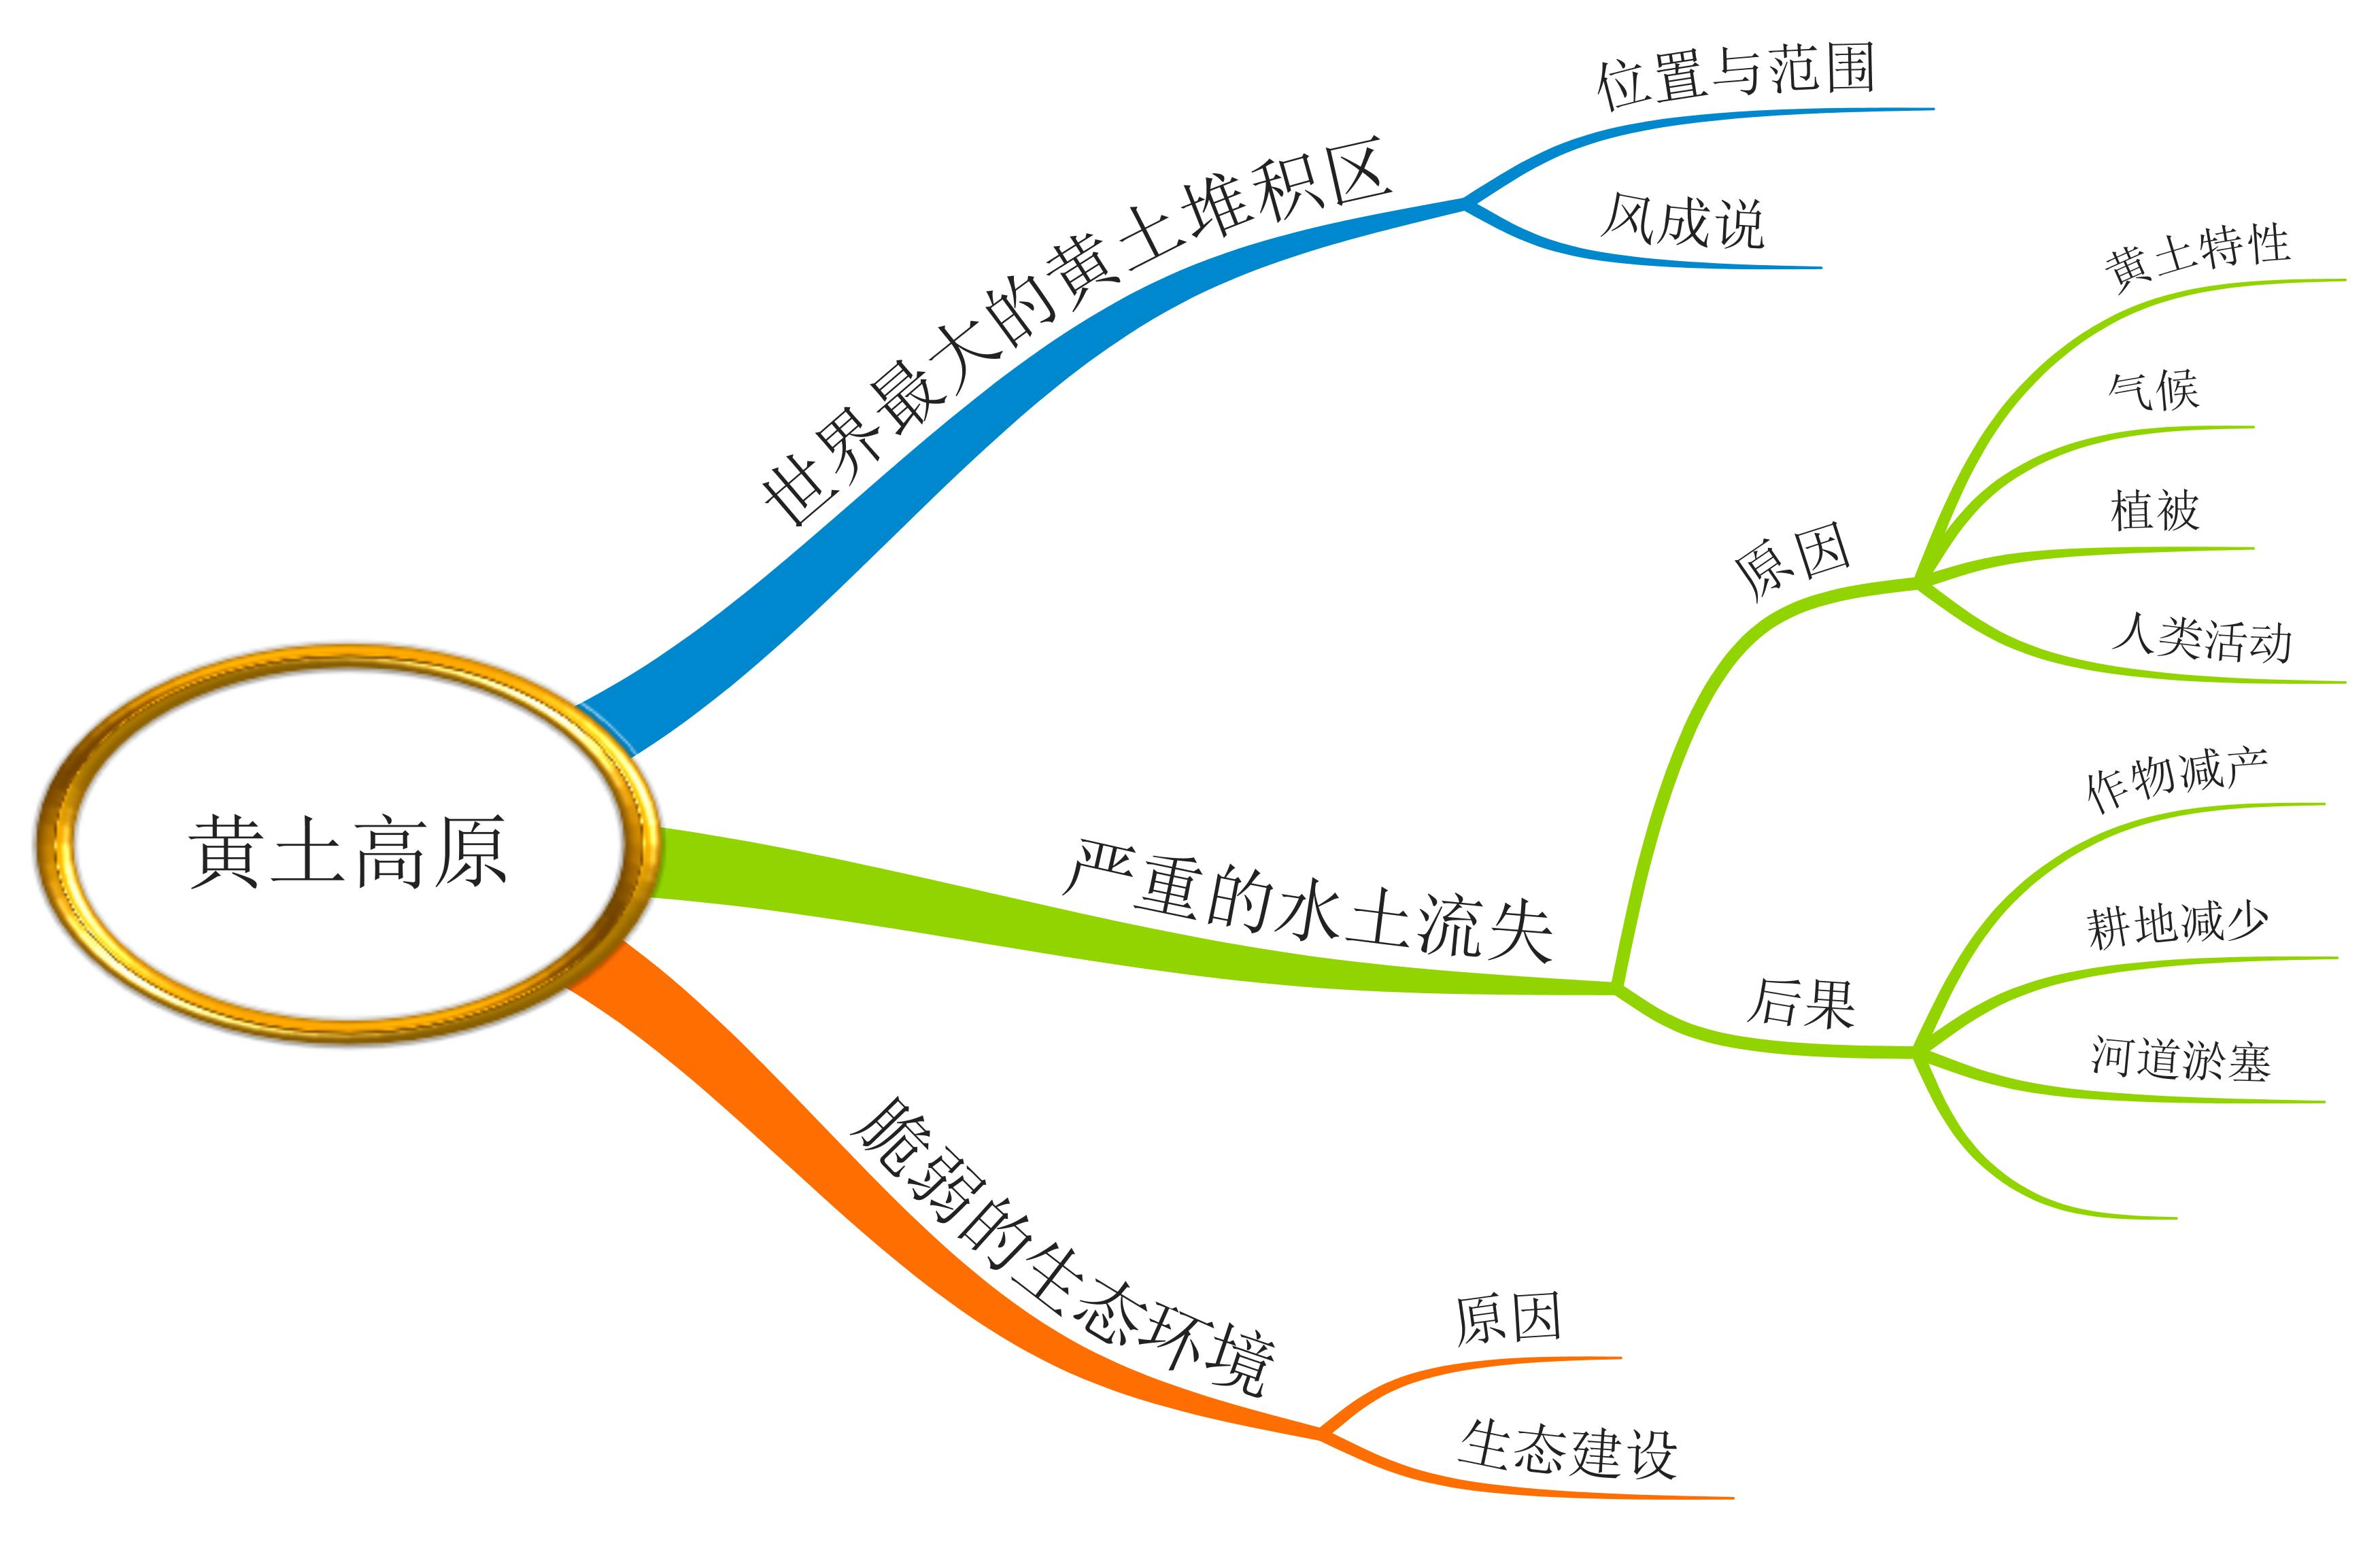 黄土高原
世界最大的黄土堆积区
位置与范围
风成说
严重的水土流失
原因
黄土特性
气候
植被
人类活动
后果
作物减产
耕地减少
河道淤塞
脆弱的生态环境
原因
生态建设